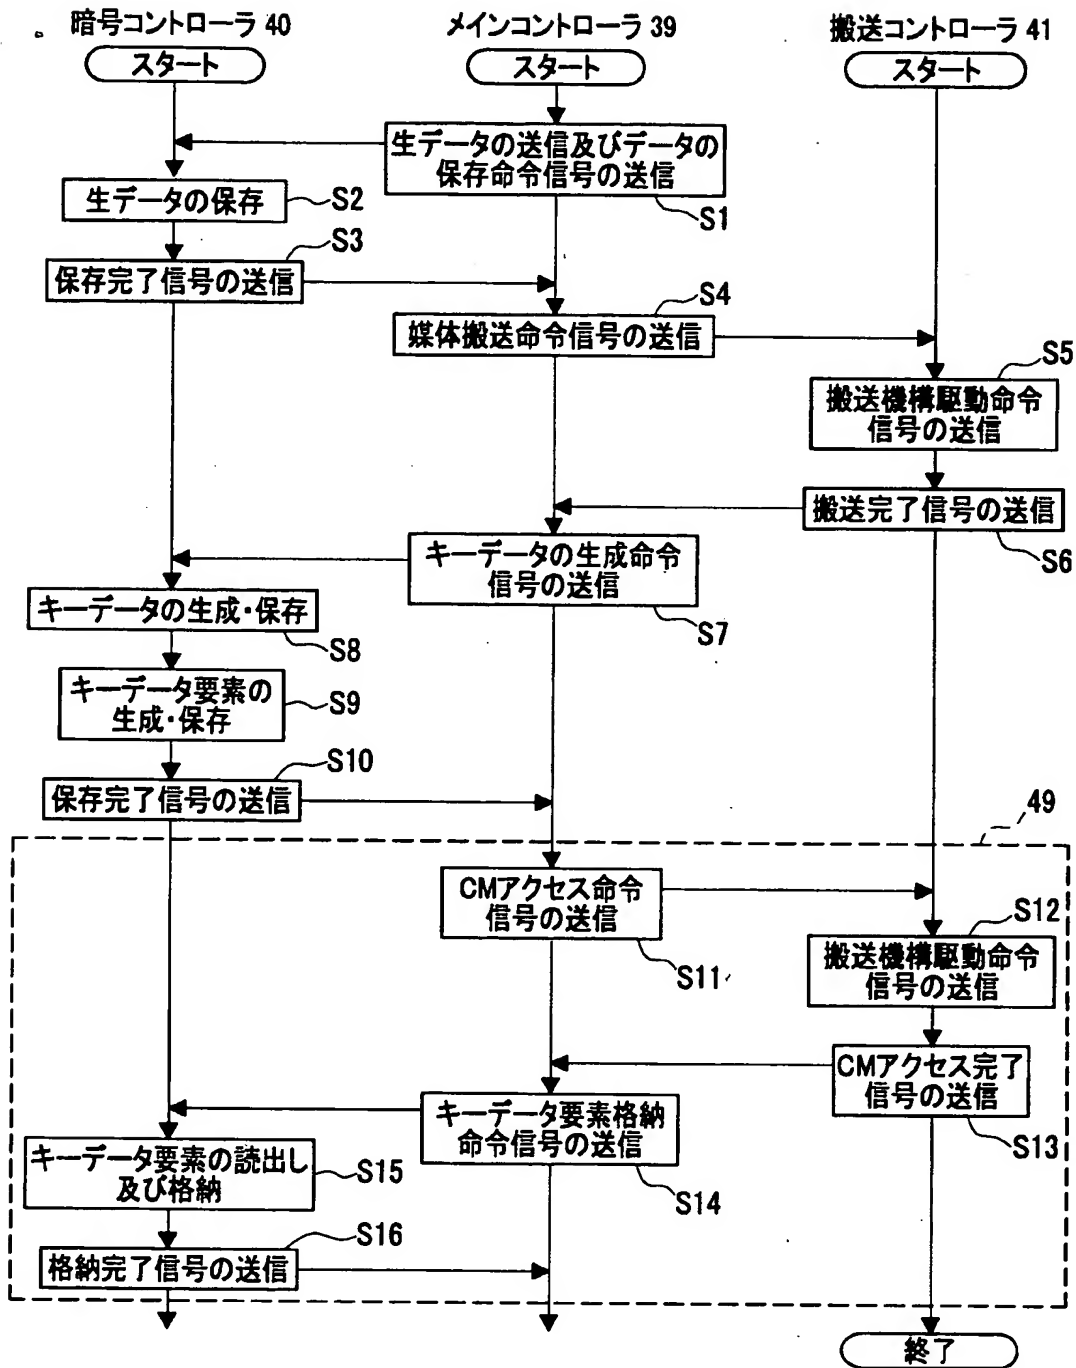 暗号コントローラ 40
メインコントローラ 39
搬送コントローラ 41
スタート
スタート
スタート
生データの送信及びデータの
保存命令信号の送信
S1
生データの保存
S2
S3
保存完了信号の送信
S4
媒体搬送命令信号の送信
S5
搬送機構駆動命令
信号の送信
搬送完了信号の送信
S6
キーデータの生成命令
信号の送信
S7
キーデータの生成・保存
S8
キーデータ要素の
生成・保存
S9
S10
保存完了信号の送信
49
CMアクセス命令
信号の送信
S11
S12
搬送機構駆動命令
信号の送信
CMアクセス完了
信号の送信
S13
キーデータ要素格納
命令信号の送信
S14
キーデータ要素の読出し
及び格納
S15
S16
格納完了信号の送信
終了